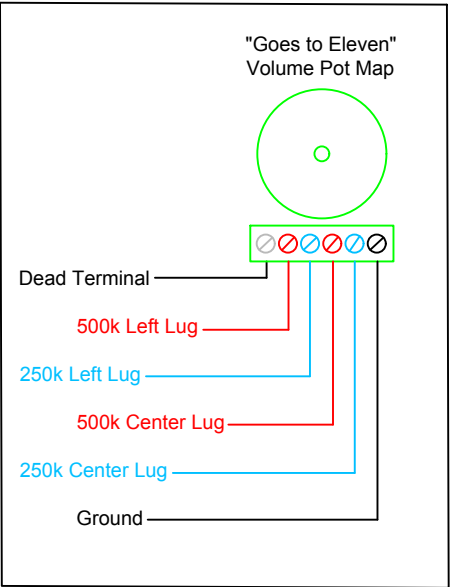 "Goes to Eleven"
Volume Pot Map
Dead Terminal
500k Left Lug
250k Left Lug
500k Center Lug
250k Center Lug
Ground